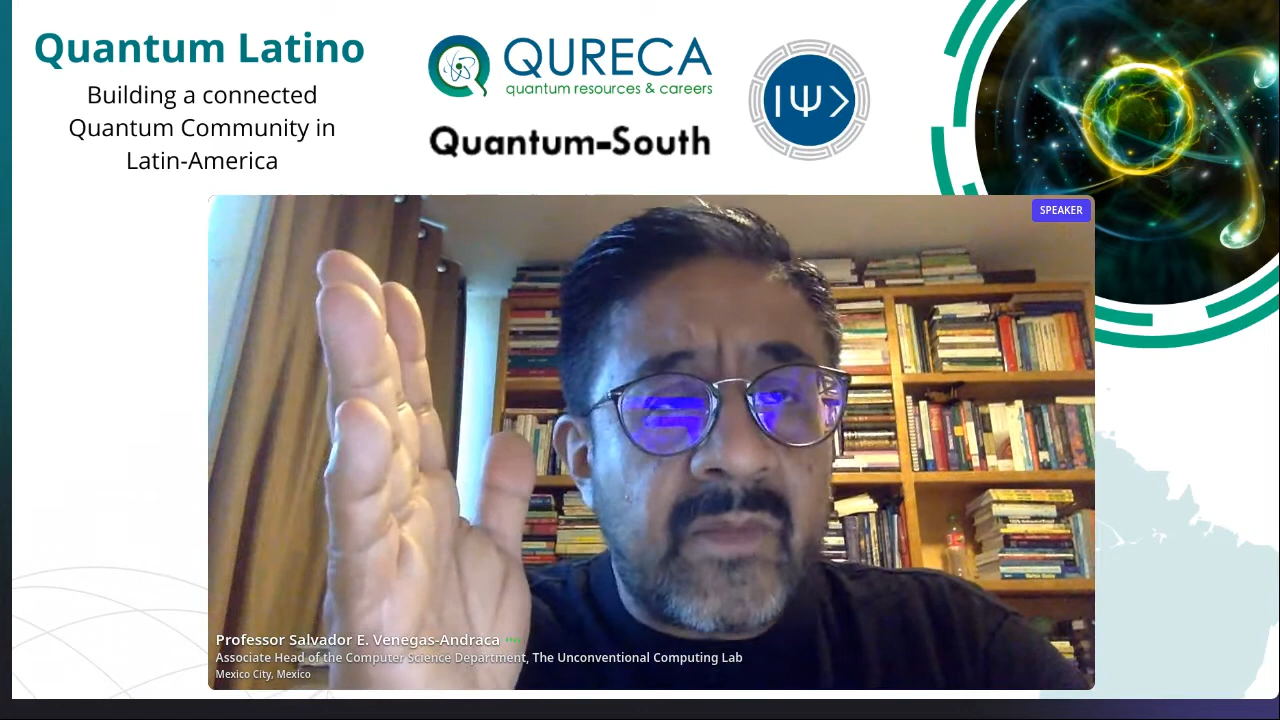 Quantum Latino
Building a connected
Quantum Community in
Latin-America
QURECA
quantum resources & careers
Quantum-South
|Ψ>
SPEAKER
Professor Salvador E. Venegas-Andraca
Associate Head of the Computer Science Department, The Unconventional Computing Lab
Mexico City, Mexico